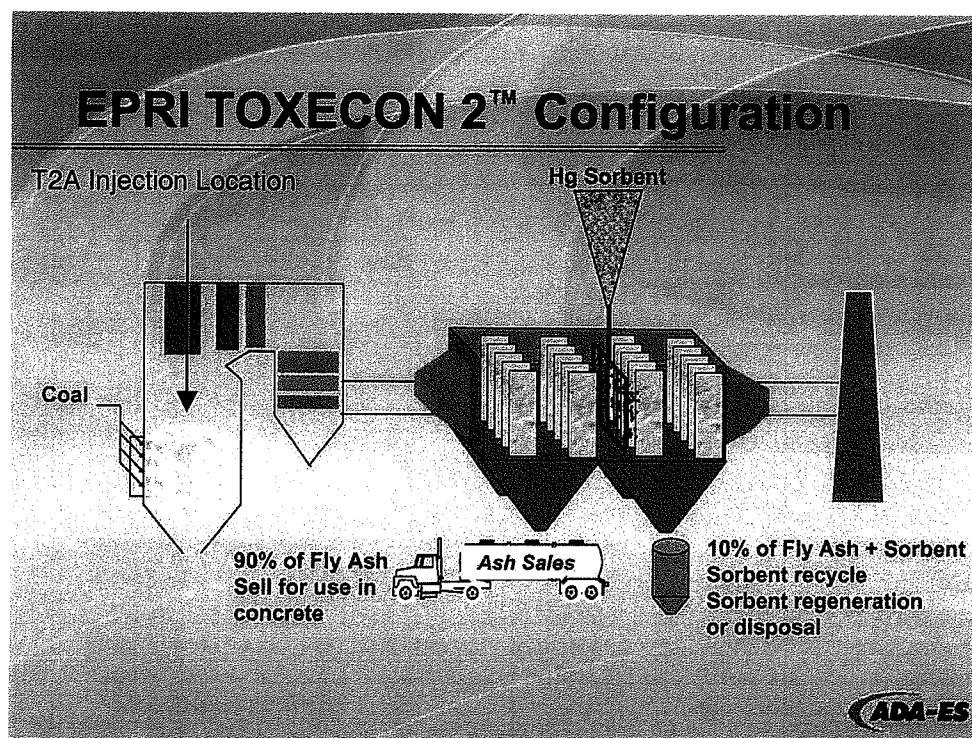 EPRI TOXECON 2™ Configuration
T2A Injection Location
Hg Sorbent
Coal
90% of Fly Ash
Sell for use in
concrete
Ash Sales
10% of Fly Ash + Sorbent
Sorbent recycle
Sorbent regeneration
or disposal
ADA-ES